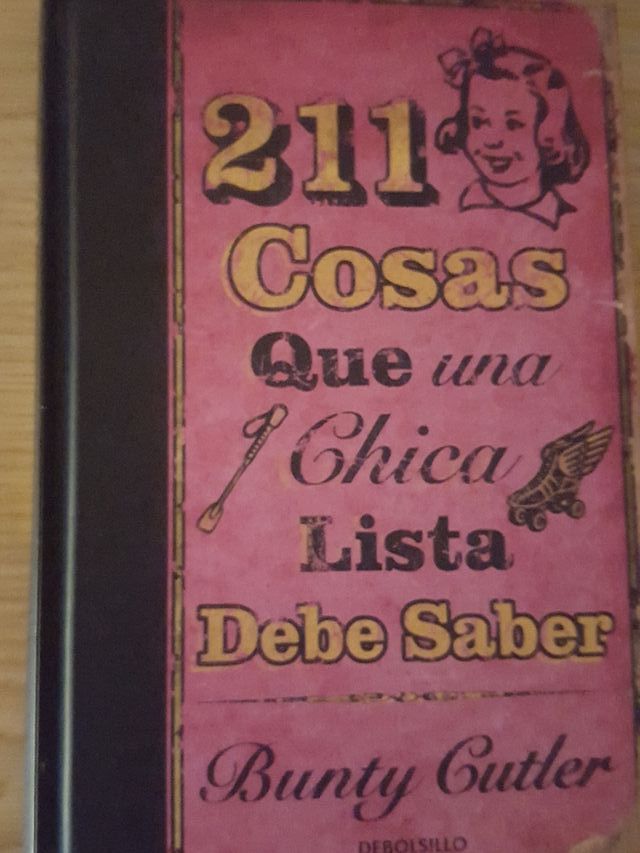 211
Cosas
Que una
Chica
Lista
Debe Saber
Bunty Cutler
DEBOLSILLO